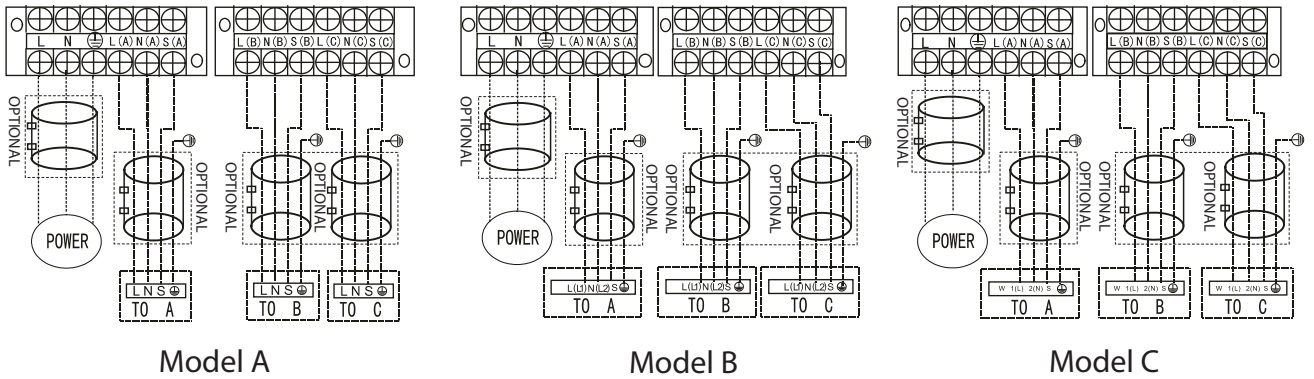 L N L(A) N(A) S(A)
L(B) N(B) S(B) L(C) N(C) S(C)
OPTIONAL
POWER
OPTIONAL
OPTIONAL
L N S
TO A
L N S
TO B
L N S
TO C
Model A
L N L(A) N(A) S(A)
L(B) N(B) S(B) L(C) N(C) S(C)
OPTIONAL
POWER
OPTIONAL
OPTIONAL
OPTIONAL
L(L1) N(L2) S
TO A
L(L1) N(L2) S
TO B
L(L1) N(L2) S
TO C
Model B
L N L(A) N(A) S(A)
L(B) N(B) S(B) L(C) N(C) S(C)
OPTIONAL
POWER
OPTIONAL
OPTIONAL
OPTIONAL
W 1(L) 2(N) S
TO A
W 1(L) 2(N) S
TO B
W 1(L) 2(N) S
TO C
Model C